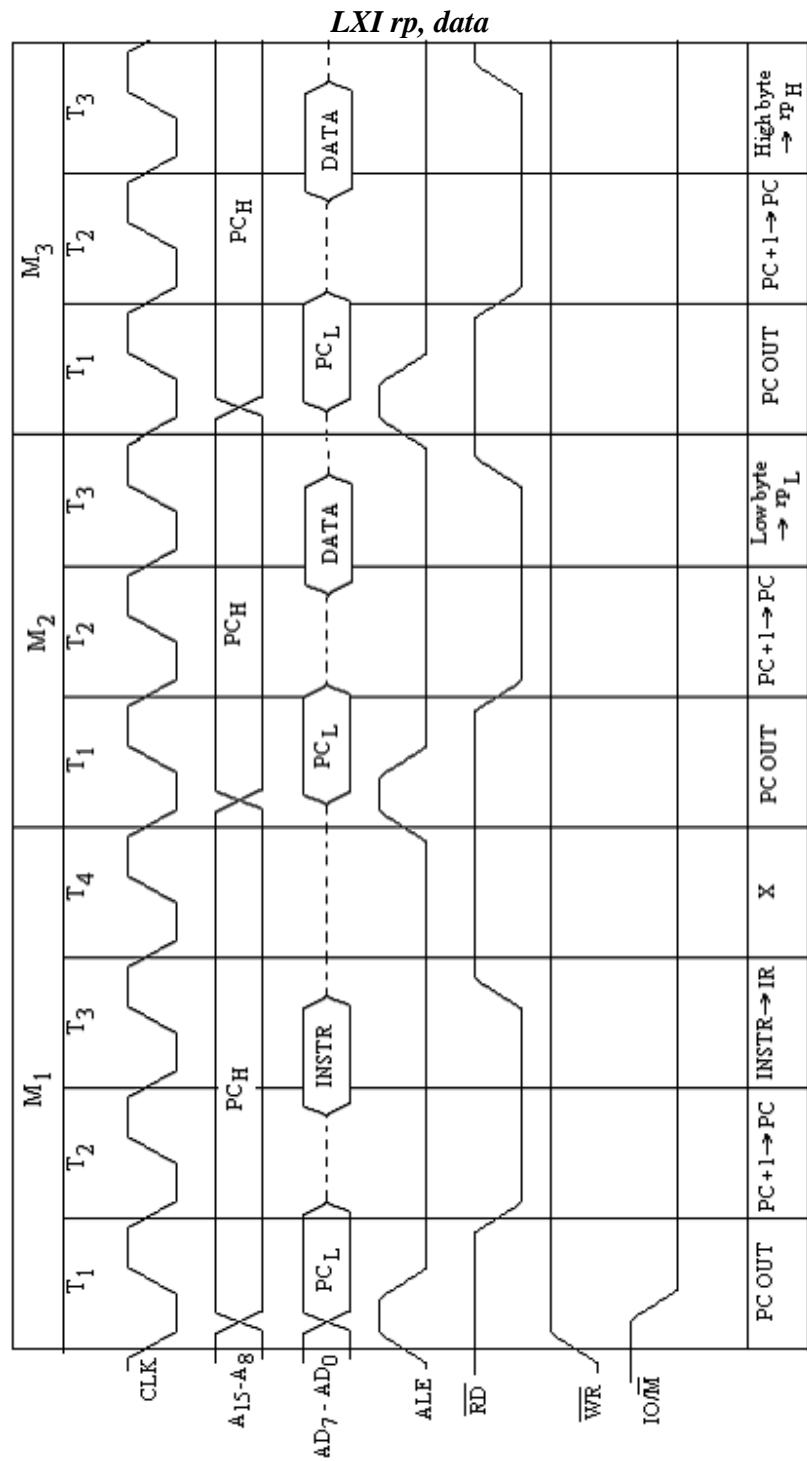 LXI rp, data
M1
M2
M3
T1
T2
T3
T4
T1
T2
T3
T1
T2
T3
CLK
A15-A8
PCH
PCH
PCH
AD7 - AD0
PCL
INSTR
PCL
DATA
PCL
DATA
ALE
RD
WR
IO/M
PC OUT
PC+1→PC
INSTR→IR
X
PC OUT
PC+1→PC
Low byte
→ rpL
PC OUT
PC+1→PC
High byte
→ rpH